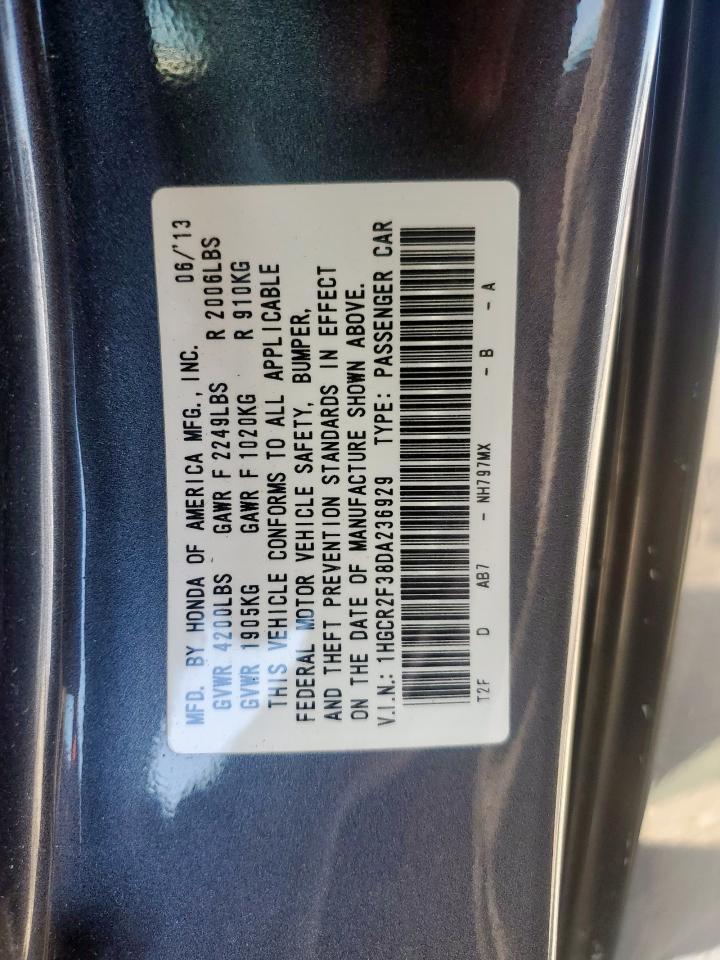 MFD. BY HONDA OF AMERICA MFG., INC. 06/'13
GVWR 4200LBS GAWR F 2249LBS R 2006LBS
GVWR 1905KG GAWR F 1020KG R 910KG
THIS VEHICLE CONFORMS TO ALL APPLICABLE
FEDERAL MOTOR VEHICLE SAFETY, BUMPER,
AND THEFT PREVENTION STANDARDS IN EFFECT
ON THE DATE OF MANUFACTURE SHOWN ABOVE.
V.I.N.: 1HGCR2F38DA236929 TYPE: PASSENGER CAR
T2F D AB7 - NH797MX - B - A